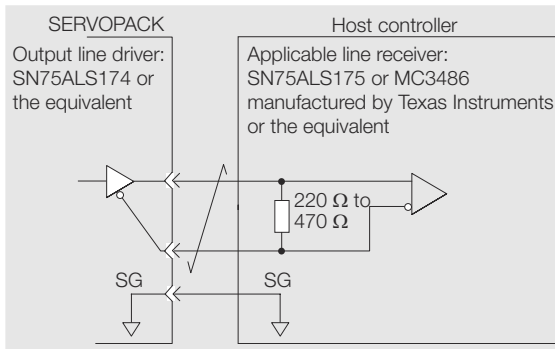 SERVOPACK
Host controller
Output line driver:
SN75ALS174 or
the equivalent
Applicable line receiver:
SN75ALS175 or MC3486
manufactured by Texas Instruments
or the equivalent
220 Ω to
470 Ω
SG
SG